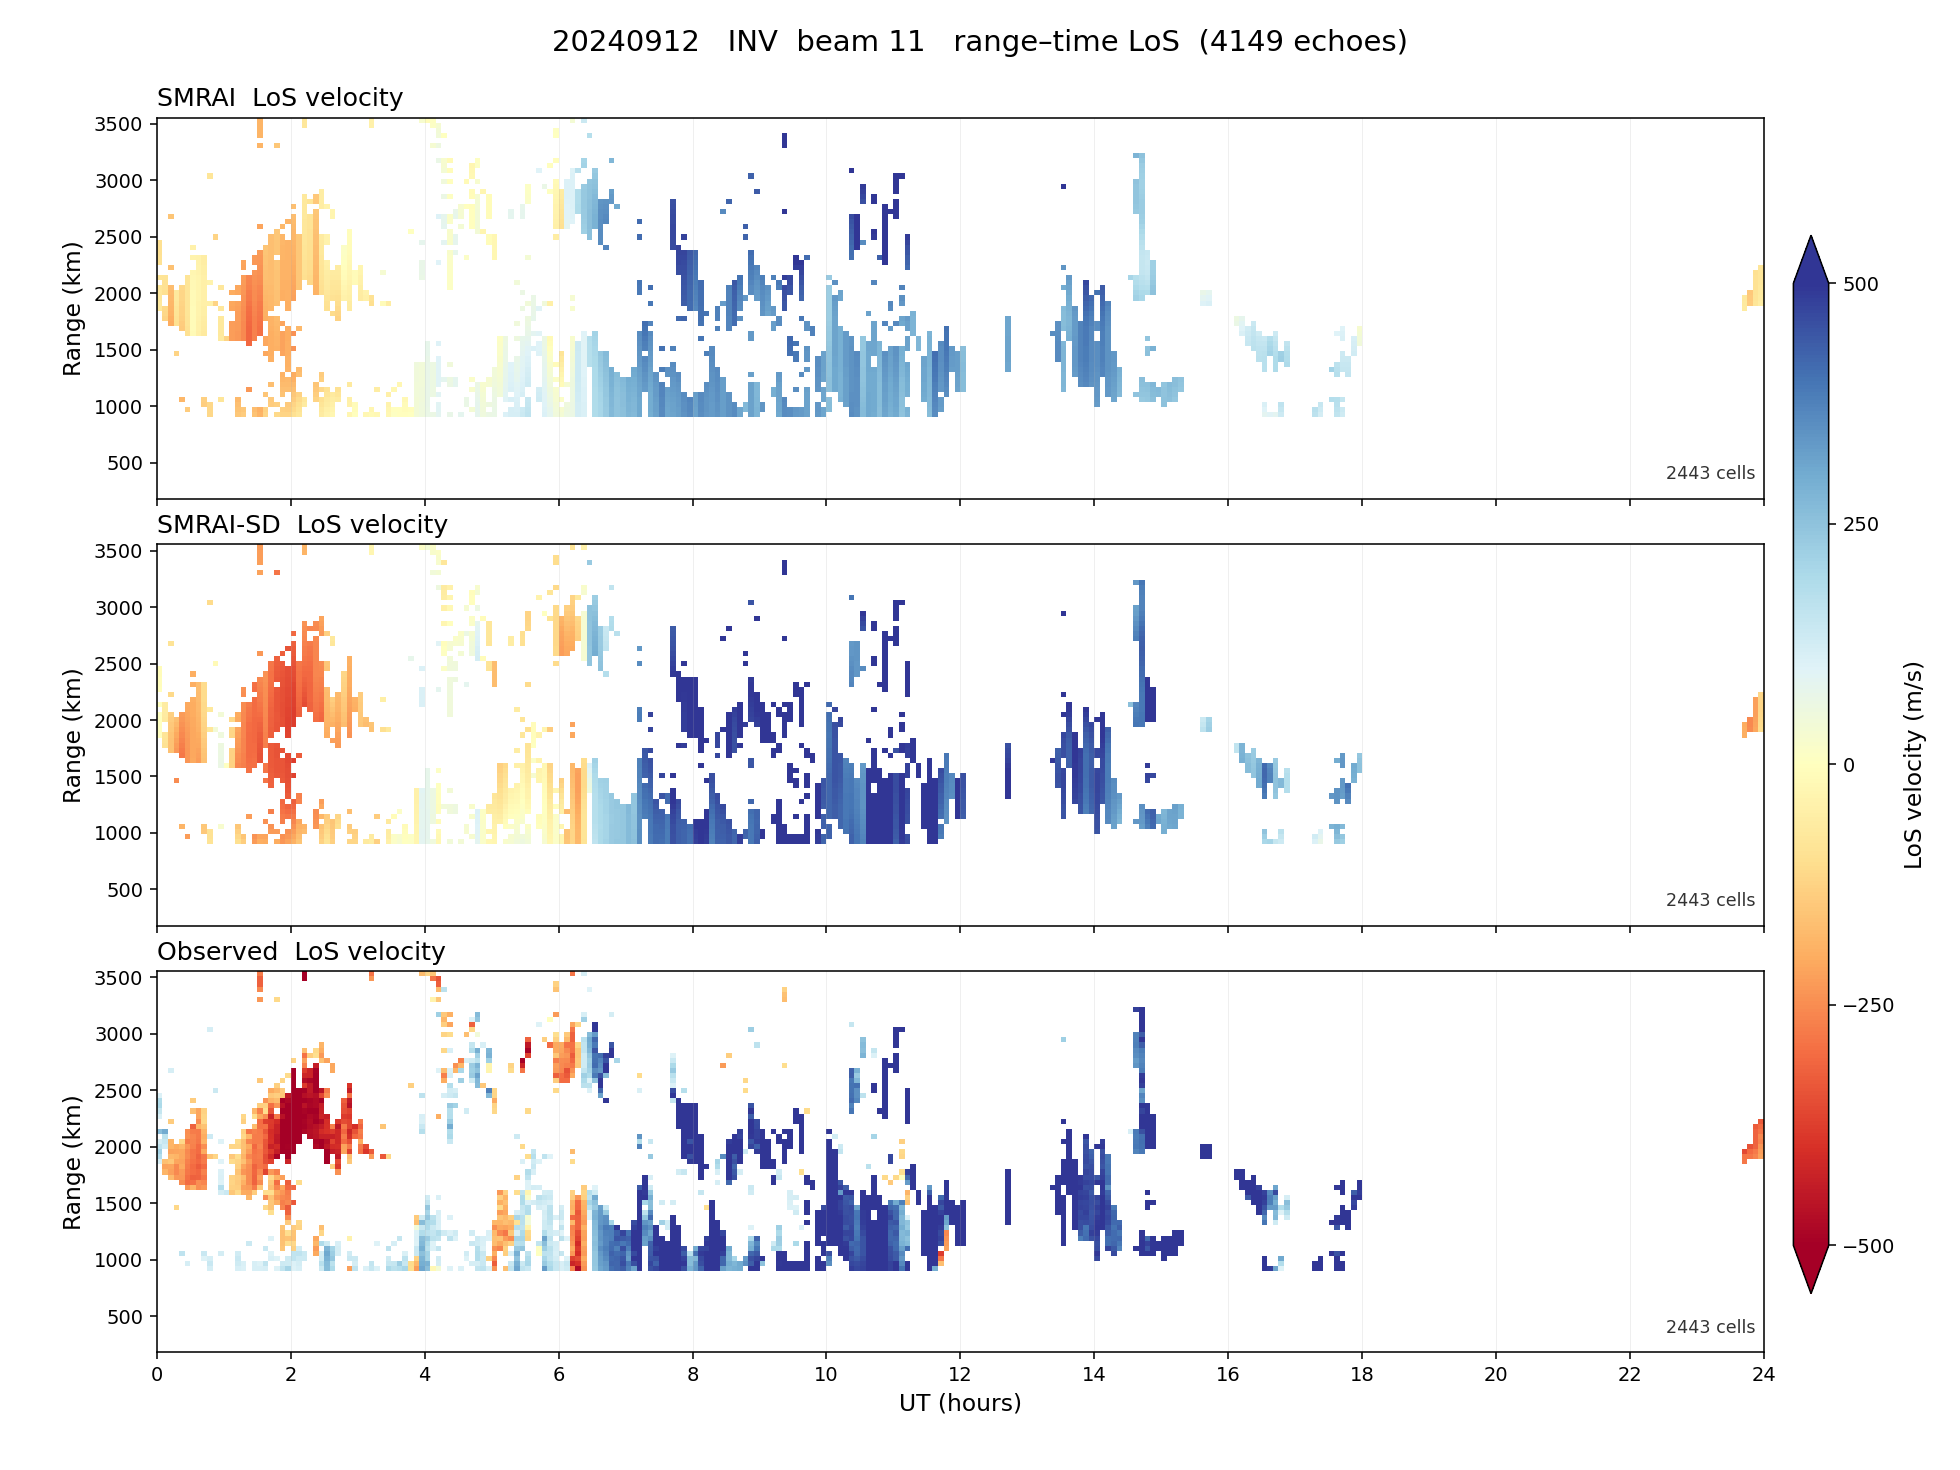 20240912   INV  beam 11   range–time LoS  (4149 echoes)
SMRAI  LoS velocity
3500
3000
2500
2000
1500
1000
500
Range (km)
2443 cells
SMRAI-SD  LoS velocity
3500
3000
2500
2000
1500
1000
500
Range (km)
2443 cells
Observed  LoS velocity
3500
3000
2500
2000
1500
1000
500
Range (km)
2443 cells
0 2 4 6 8 10 12 14 16 18 20 22 24
UT (hours)
500
250
0
−250
−500
LoS velocity (m/s)